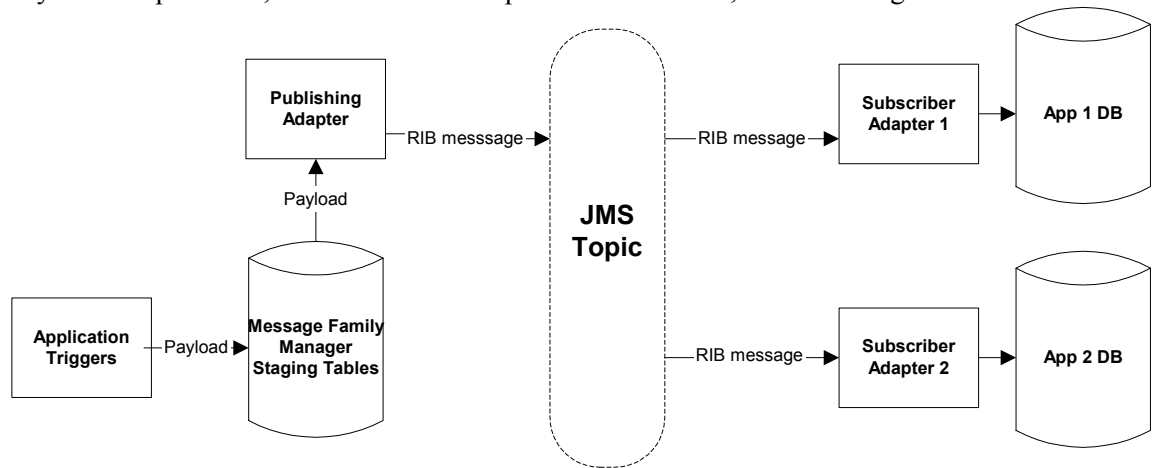 Publishing
Adapter
RIB messsage
Payload
Application
Triggers
Payload
Message Family
Manager
Staging Tables
JMS
Topic
RIB message
Subscriber
Adapter 1
App 1 DB
RIB message
Subscriber
Adapter 2
App 2 DB